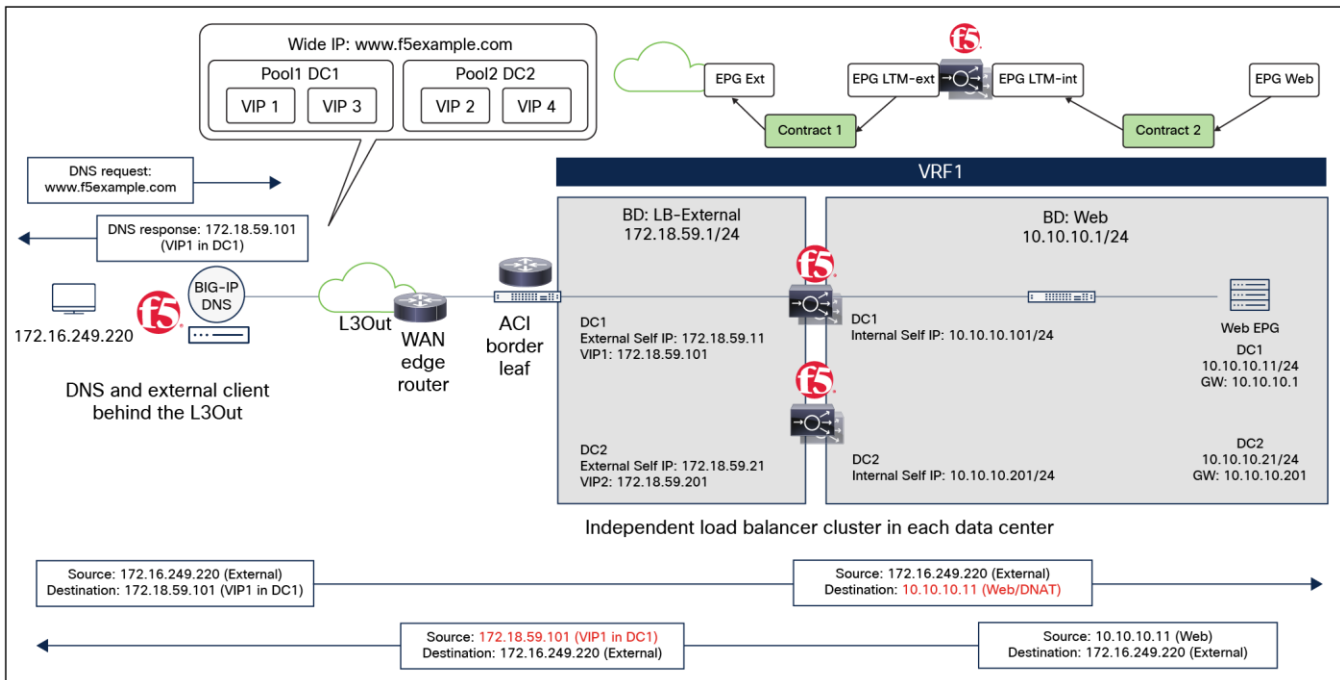 Wide IP: www.f5example.com
Pool1 DC1
VIP 1
VIP 3
Pool2 DC2
VIP 2
VIP 4
f5
EPG Ext
EPG LTM-ext
EPG LTM-int
EPG Web
Contract 1
Contract 2
DNS request:
www.f5example.com
DNS response: 172.18.59.101
(VIP1 in DC1)
VRF1
BD: LB-External
172.18.59.1/24
BD: Web
10.10.10.1/24
f5
172.16.249.220
f5
BIG-IP
DNS
L3Out
WAN
edge
router
ACI
border
leaf
DNS and external client
behind the L3Out
DC1
External Self IP: 172.18.59.11
VIP1: 172.18.59.101
DC1
Internal Self IP: 10.10.10.101/24
Web EPG
DC1
10.10.10.11/24
GW: 10.10.10.1
f5
DC2
External Self IP: 172.18.59.21
VIP2: 172.18.59.201
DC2
Internal Self IP: 10.10.10.201/24
DC2
10.10.10.21/24
GW: 10.10.10.201
Independent load balancer cluster in each data center
Source: 172.16.249.220 (External)
Destination: 172.18.59.101 (VIP1 in DC1)
Source: 172.16.249.220 (External)
Destination: 10.10.10.11 (Web/DNAT)
Source: 172.18.59.101 (VIP1 in DC1)
Destination: 172.16.249.220 (External)
Source: 10.10.10.11 (Web)
Destination: 172.16.249.220 (External)